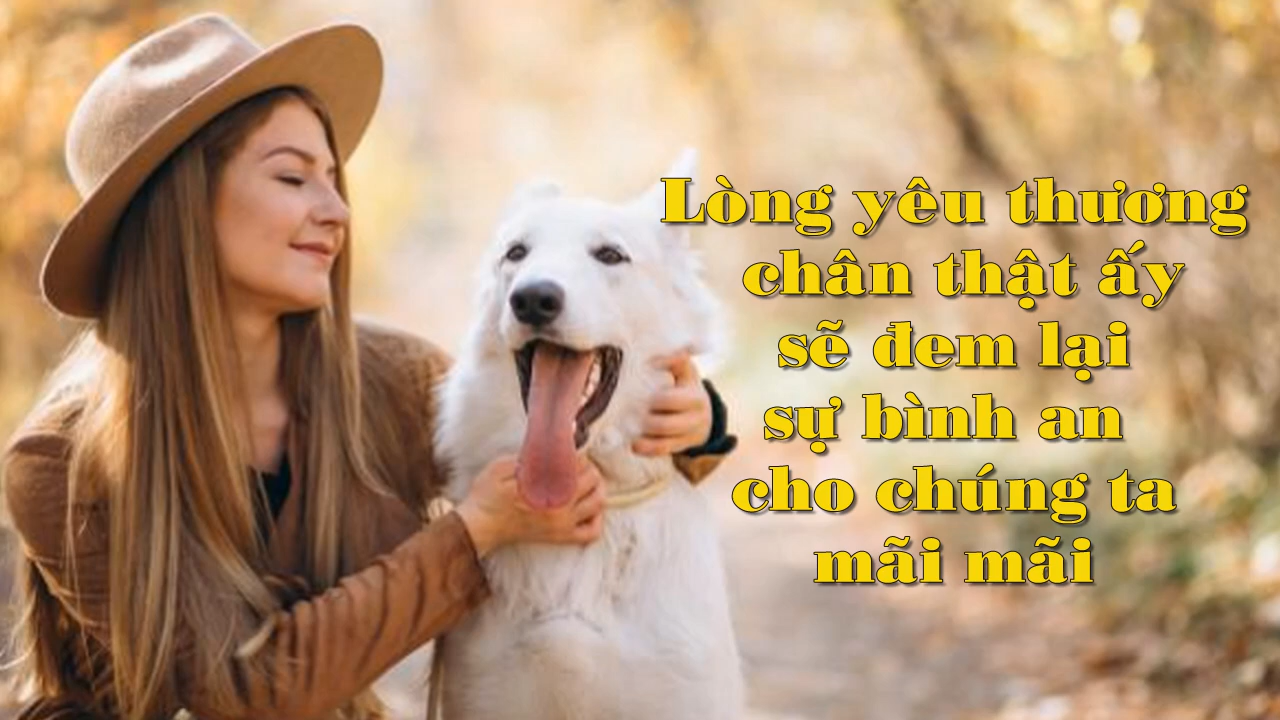 Lòng yêu thương
chân thật ấy
sẽ đem lại
sự bình an
cho chúng ta
mãi mãi